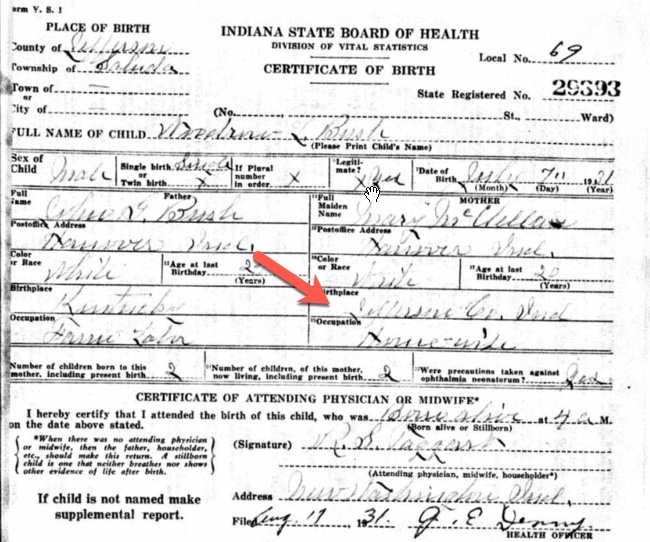 orm V. S. 1
PLACE OF BIRTH
INDIANA STATE BOARD OF HEALTH
DIVISION OF VITAL STATISTICS
County of Jefferson
Local No. 69
Township of Saluda
CERTIFICATE OF BIRTH
Town of —
State Registered No. 29393
or
City of (No. St., Ward)
FULL NAME OF CHILD Woodrow L. Bush
(Please Print Child's Name)
Sex of Child Male Single birth Single or Twin birth X If Plural number in order. X Legiti-mate? X yes Date of Birth July 7 1931
(Month) (Day)
Full Name Father Bush Full Maiden Name MOTHER Mary McClellan
Postoffice Address Postoffice Address
Hanover Ind. Hanover Ind.
Color or Race White Age at last Birthday (Years) Color or Race White Age at last Birthday 20 (Years)
Birthplace Kentucky Birthplace Jefferson Co. Ind
Occupation Farm Labor Occupation House-wife
Number of children born to this mother, including present birth 2 Number of children, of this mother, now living, including present birth 2 Were precautions taken against ophthalmia neonatorum? yes
CERTIFICATE OF ATTENDING PHYSICIAN OR MIDWIFE*
I hereby certify that I attended the birth of this child, who was Born alive at 4 a M.
on the date above stated. (Born alive or Stillborn)
*When there was no attending physician
or midwife, then the father, householder,
etc., should make this return. A stillborn
child is one that neither breathes nor shows
other evidence of life after birth.
(Signature) Taggart
(Attending physician, midwife, householder*)
If child is not named make
supplemental report.
Address New Washington Ind.
Filed Aug 17 1931. J. E. Denny
HEALTH OFFICER